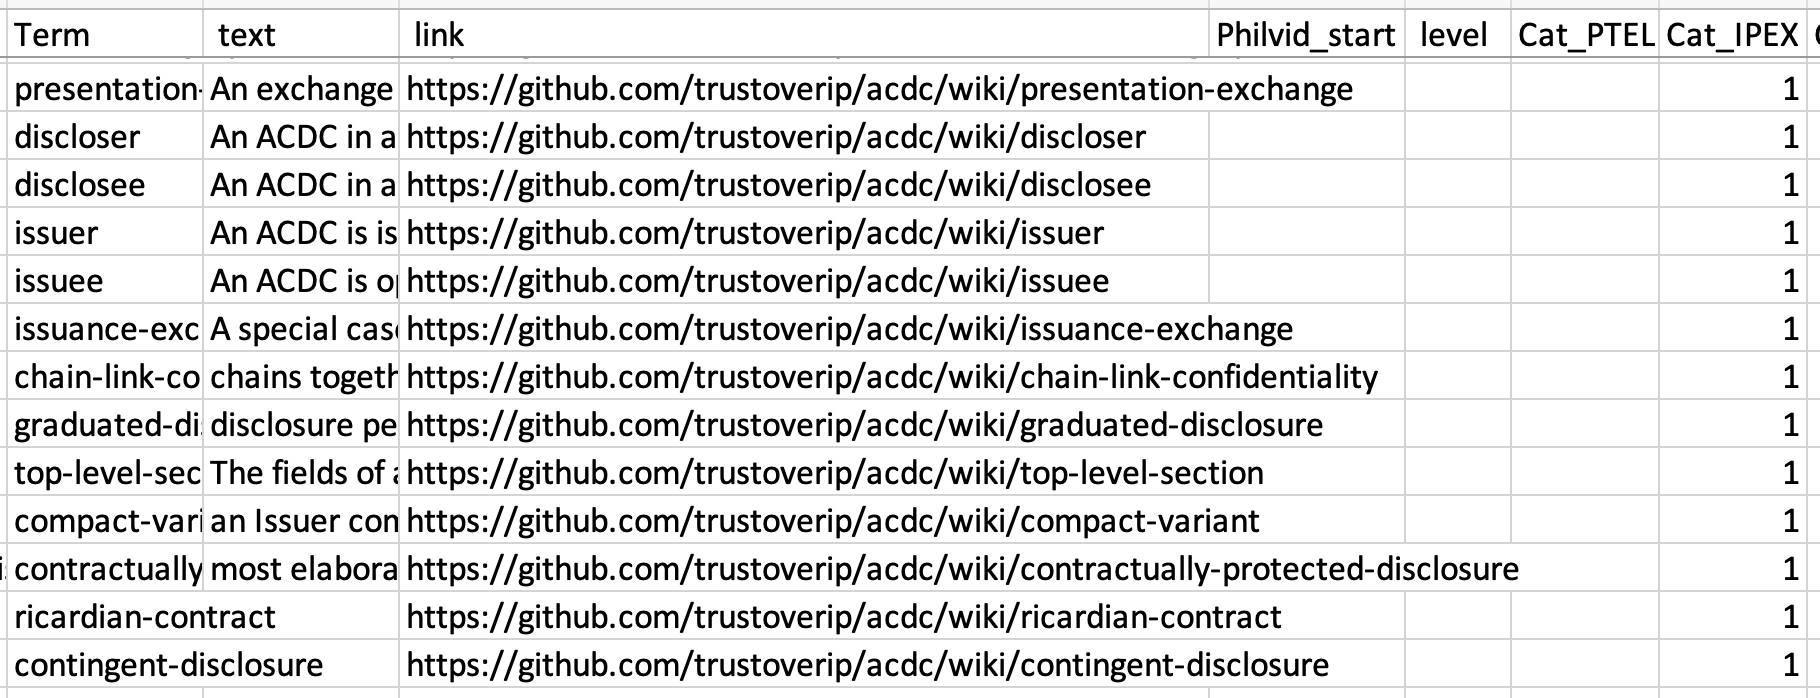 Term text link Philvid_start level Cat_PTEL Cat_IPEX
presentation- An exchange https://github.com/trustoverip/acdc/wiki/presentation-exchange 1
discloser An ACDC in a https://github.com/trustoverip/acdc/wiki/discloser 1
disclosee An ACDC in a https://github.com/trustoverip/acdc/wiki/disclosee 1
issuer An ACDC is is https://github.com/trustoverip/acdc/wiki/issuer 1
issuee An ACDC is o https://github.com/trustoverip/acdc/wiki/issuee 1
issuance-exc A special cas https://github.com/trustoverip/acdc/wiki/issuance-exchange 1
chain-link-co chains togeth https://github.com/trustoverip/acdc/wiki/chain-link-confidentiality 1
graduated-di disclosure pe https://github.com/trustoverip/acdc/wiki/graduated-disclosure 1
top-level-sec The fields of https://github.com/trustoverip/acdc/wiki/top-level-section 1
compact-vari an Issuer con https://github.com/trustoverip/acdc/wiki/compact-variant 1
contractually most elabora https://github.com/trustoverip/acdc/wiki/contractually-protected-disclosure 1
ricardian-contract https://github.com/trustoverip/acdc/wiki/ricardian-contract 1
contingent-disclosure https://github.com/trustoverip/acdc/wiki/contingent-disclosure 1